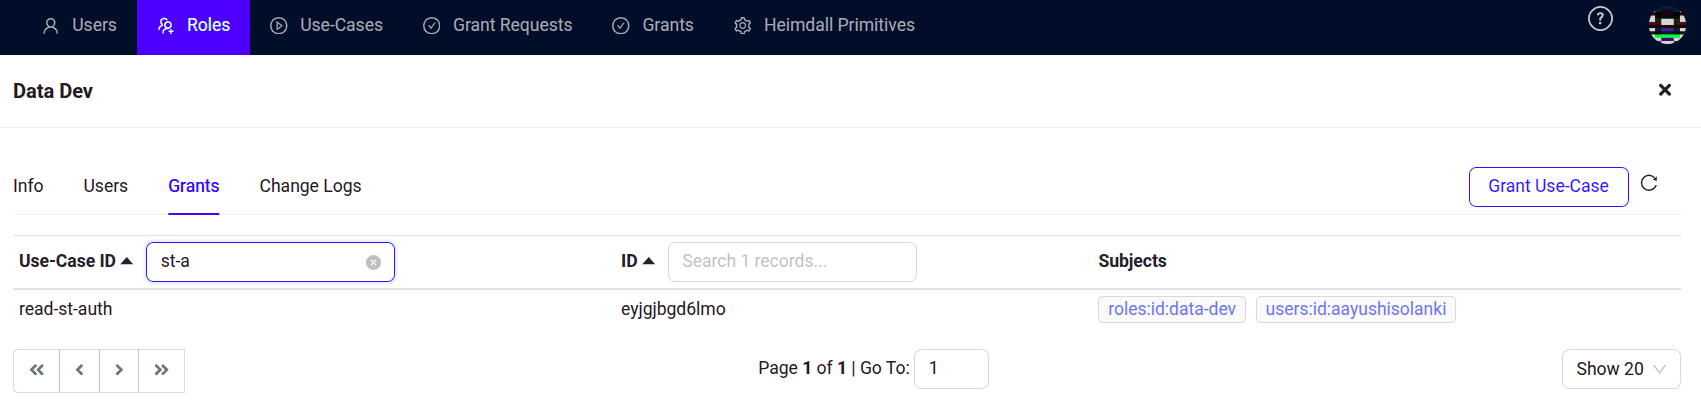 Users Roles Use-Cases Grant Requests Grants Heimdall Primitives ?
Data Dev
Info Users Grants Change Logs Grant Use-Case
Use-Case ID st-a ID Search 1 records... Subjects
read-st-auth eyjgjbgd6lmo roles:id:data-dev users:id:aayushisolanki
Page 1 of 1 | Go To: 1 Show 20